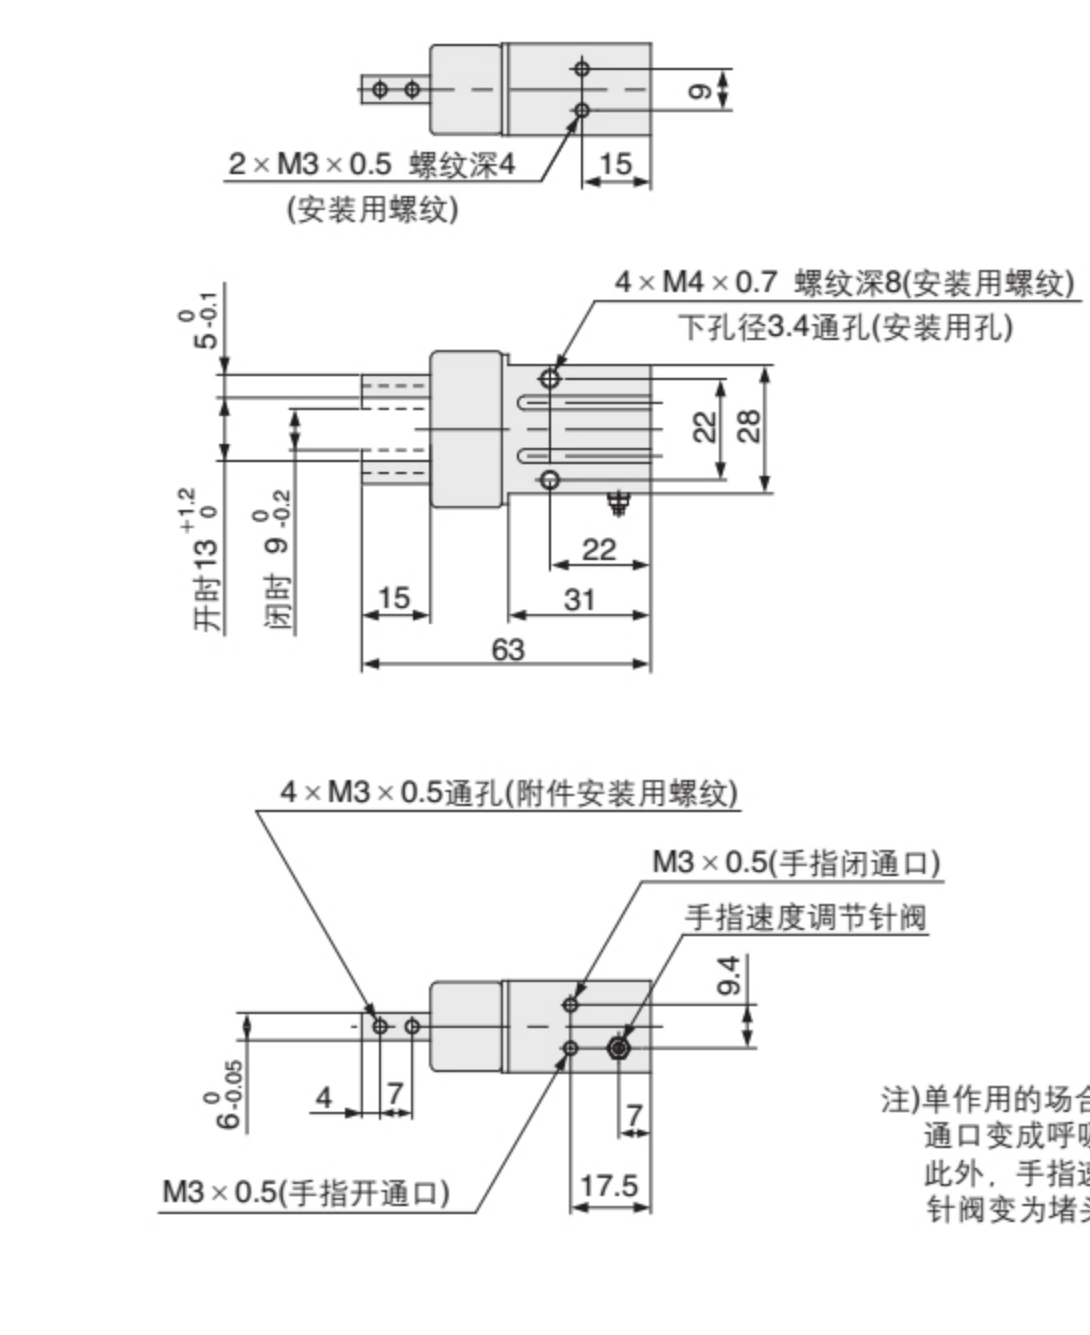 9
2×M3×0.5 螺纹深4
15
(安装用螺纹)
4×M4×0.7 螺纹深8(安装用螺纹)
下孔径3.4通孔(安装用孔)
5 0 -0.1
22
28
开时13 +1.2 0
闭时 9 0 -0.2
22
15
31
63
4×M3×0.5通孔(附件安装用螺纹)
M3×0.5(手指闭通口)
手指速度调节针阀
9.4
6 0 -0.05
4
7
7
17.5
M3×0.5(手指开通口)
注)单作用的场合
通口变成呼吸
此外，手指速
针阀变为堵头